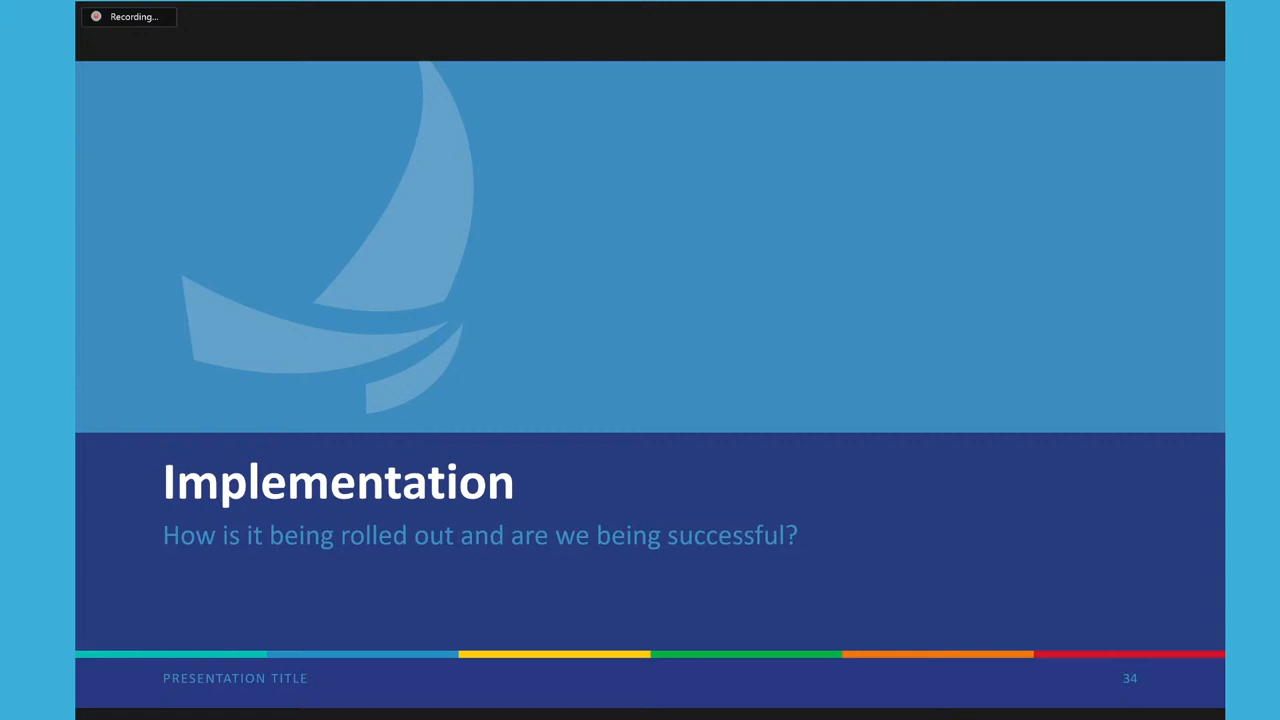 Recording...
Implementation
How is it being rolled out and are we being successful?
PRESENTATION TITLE
34